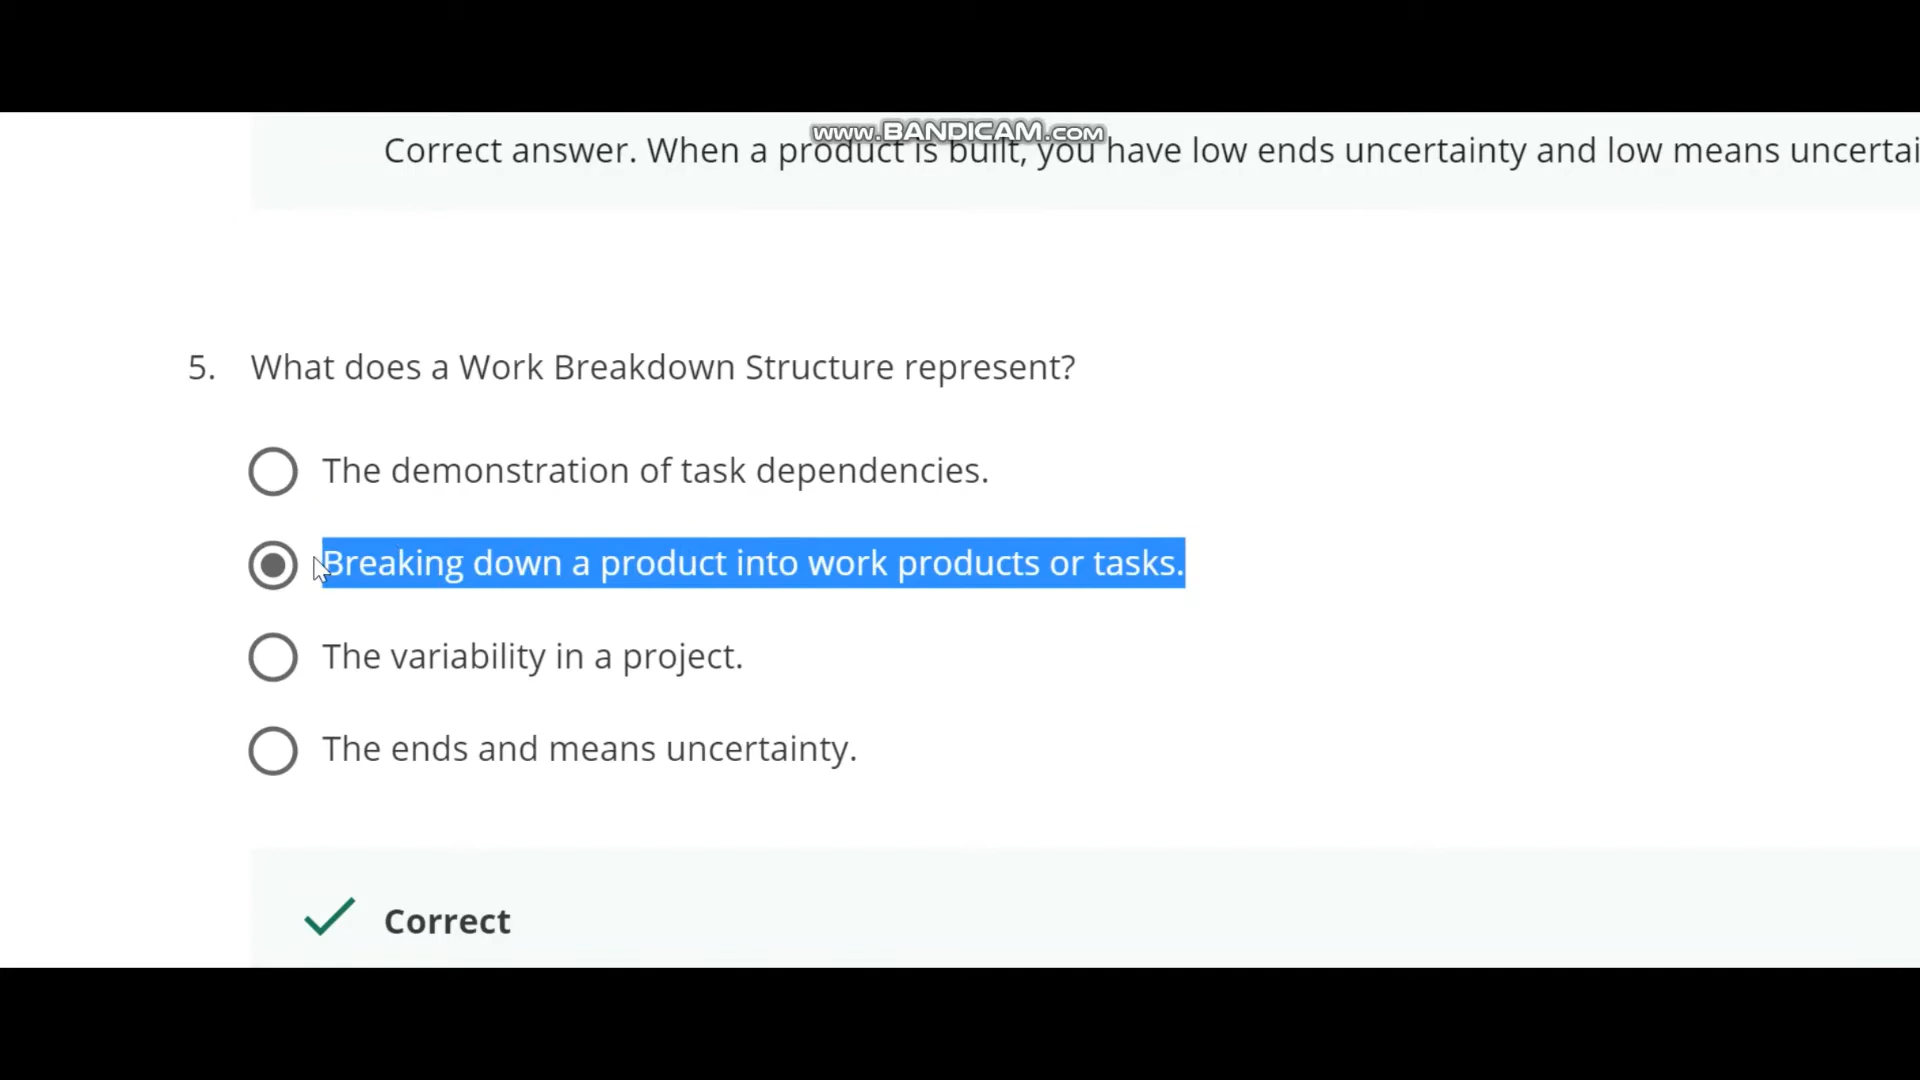 www.BANDICAM.com
Correct answer. When a product is built, you have low ends uncertainty and low means uncertai
5. What does a Work Breakdown Structure represent?
The demonstration of task dependencies.
Breaking down a product into work products or tasks.
The variability in a project.
The ends and means uncertainty.
Correct